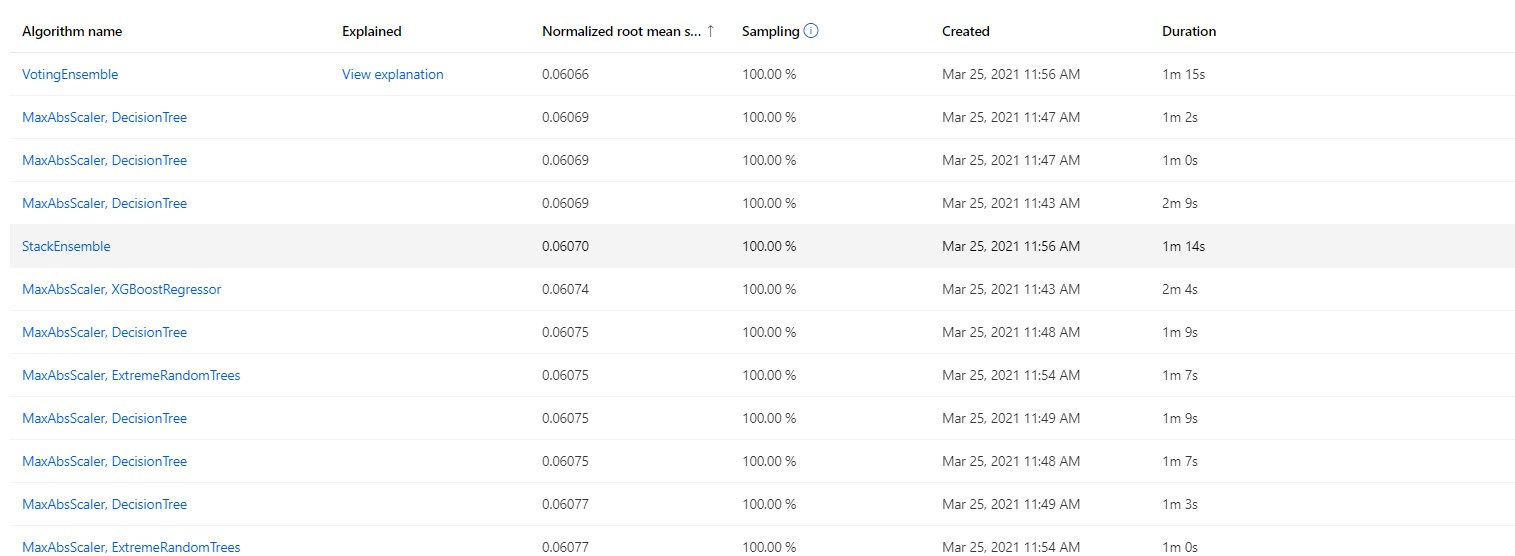 Algorithm name Explained Normalized root mean s... ↑ Sampling ⓘ Created Duration
VotingEnsemble View explanation 0.06066 100.00 % Mar 25, 2021 11:56 AM 1m 15s
MaxAbsScaler, DecisionTree 0.06069 100.00 % Mar 25, 2021 11:47 AM 1m 2s
MaxAbsScaler, DecisionTree 0.06069 100.00 % Mar 25, 2021 11:47 AM 1m 0s
MaxAbsScaler, DecisionTree 0.06069 100.00 % Mar 25, 2021 11:43 AM 2m 9s
StackEnsemble 0.06070 100.00 % Mar 25, 2021 11:56 AM 1m 14s
MaxAbsScaler, XGBoostRegressor 0.06074 100.00 % Mar 25, 2021 11:43 AM 2m 4s
MaxAbsScaler, DecisionTree 0.06075 100.00 % Mar 25, 2021 11:48 AM 1m 9s
MaxAbsScaler, ExtremeRandomTrees 0.06075 100.00 % Mar 25, 2021 11:54 AM 1m 7s
MaxAbsScaler, DecisionTree 0.06075 100.00 % Mar 25, 2021 11:49 AM 1m 9s
MaxAbsScaler, DecisionTree 0.06075 100.00 % Mar 25, 2021 11:48 AM 1m 7s
MaxAbsScaler, DecisionTree 0.06077 100.00 % Mar 25, 2021 11:49 AM 1m 3s
MaxAbsScaler, ExtremeRandomTrees 0.06077 100.00 % Mar 25, 2021 11:54 AM 1m 0s